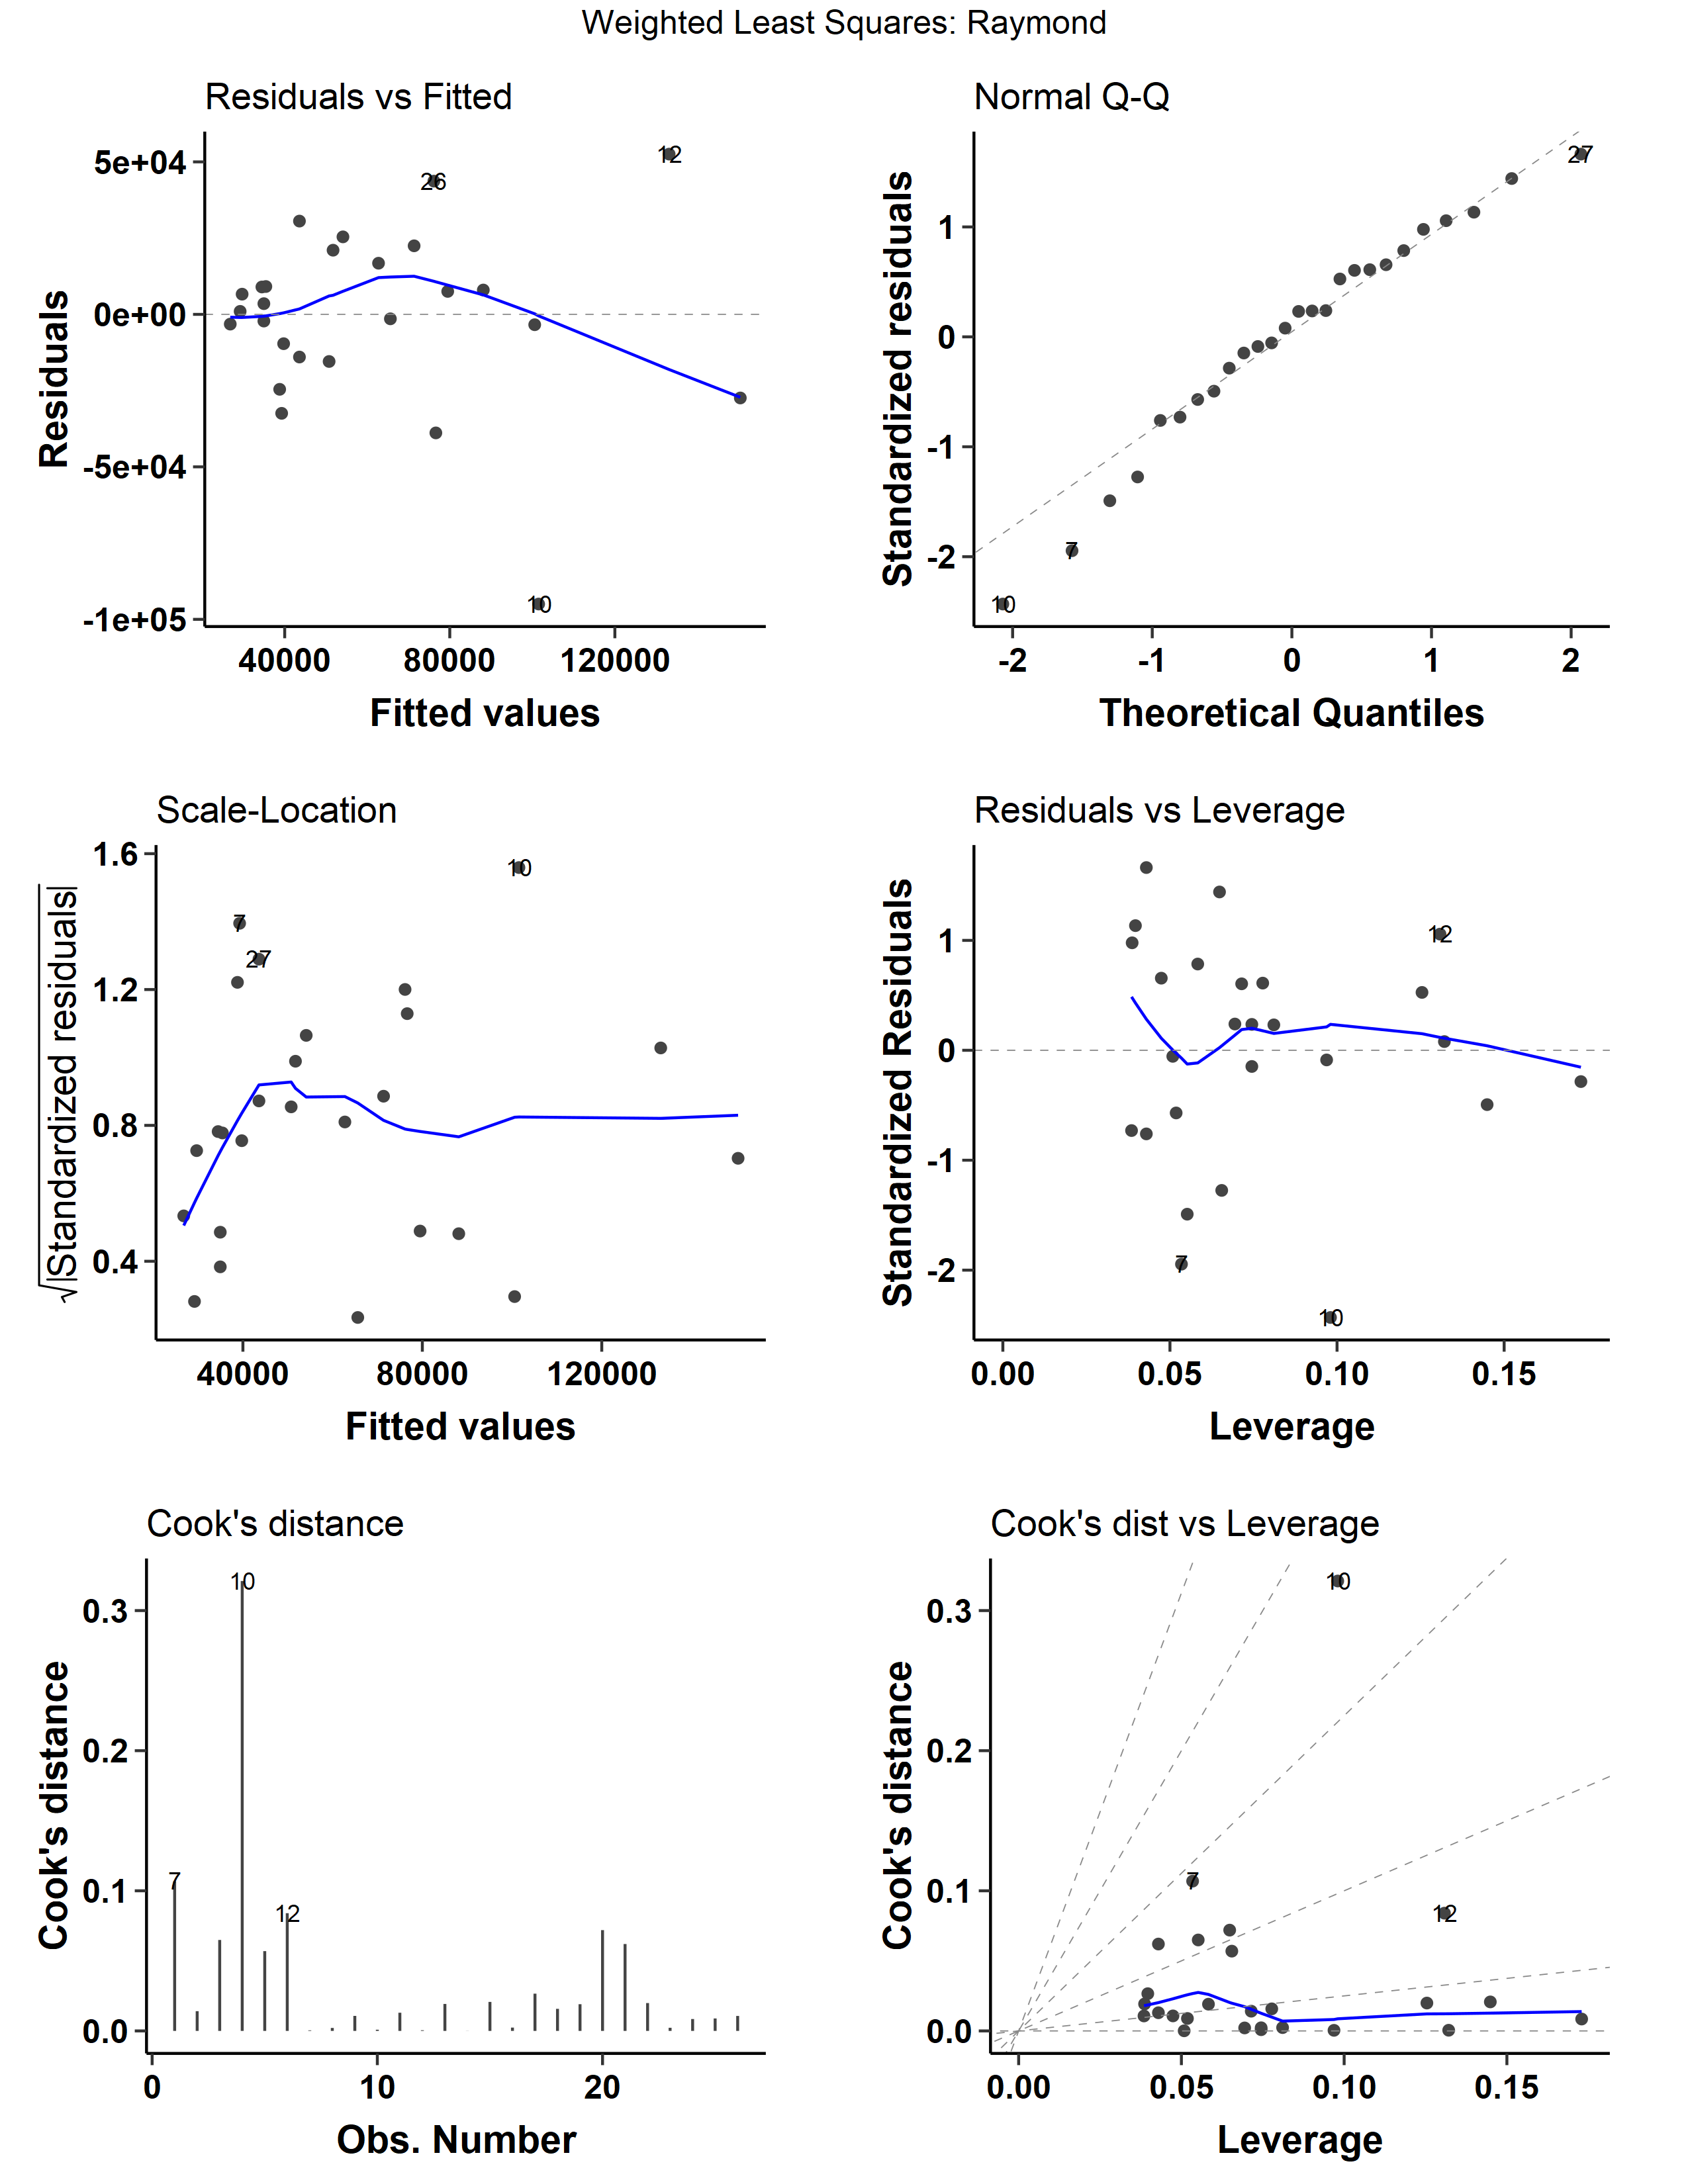 Weighted Least Squares: Raymond
Residuals vs Fitted
Residuals
5e+04
0e+00
-5e+04
-1e+05
12
26
10
40000 80000 120000
Fitted values
Normal Q-Q
Standardized residuals
1
0
-1
-2
27
7
10
-2 -1 0 1 2
Theoretical Quantiles
Scale-Location
√|Standardized residuals|
1.6
1.2
0.8
0.4
10
7
27
40000 80000 120000
Fitted values
Residuals vs Leverage
Standardized Residuals
1
0
-1
-2
12
7
10
0.00 0.05 0.10 0.15
Leverage
Cook's distance
Cook's distance
0.3
0.2
0.1
0.0
10
7
12
0 10 20
Obs. Number
Cook's dist vs Leverage
Cook's distance
0.3
0.2
0.1
0.0
10
7
12
0.00 0.05 0.10 0.15
Leverage